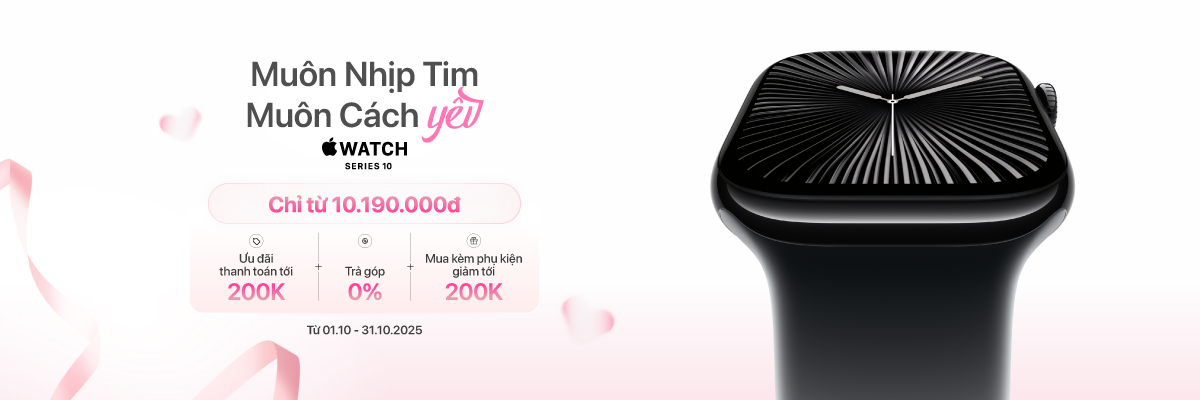 Muôn Nhịp Tim
Muôn Cách yêu
WATCH
SERIES 10
Chỉ từ 10.190.000đ
Ưu đãi
thanh toán tới
200K
+
Trả góp
0%
+
Mua kèm phụ kiện
giảm tới
200K
Từ 01.10 - 31.10.2025